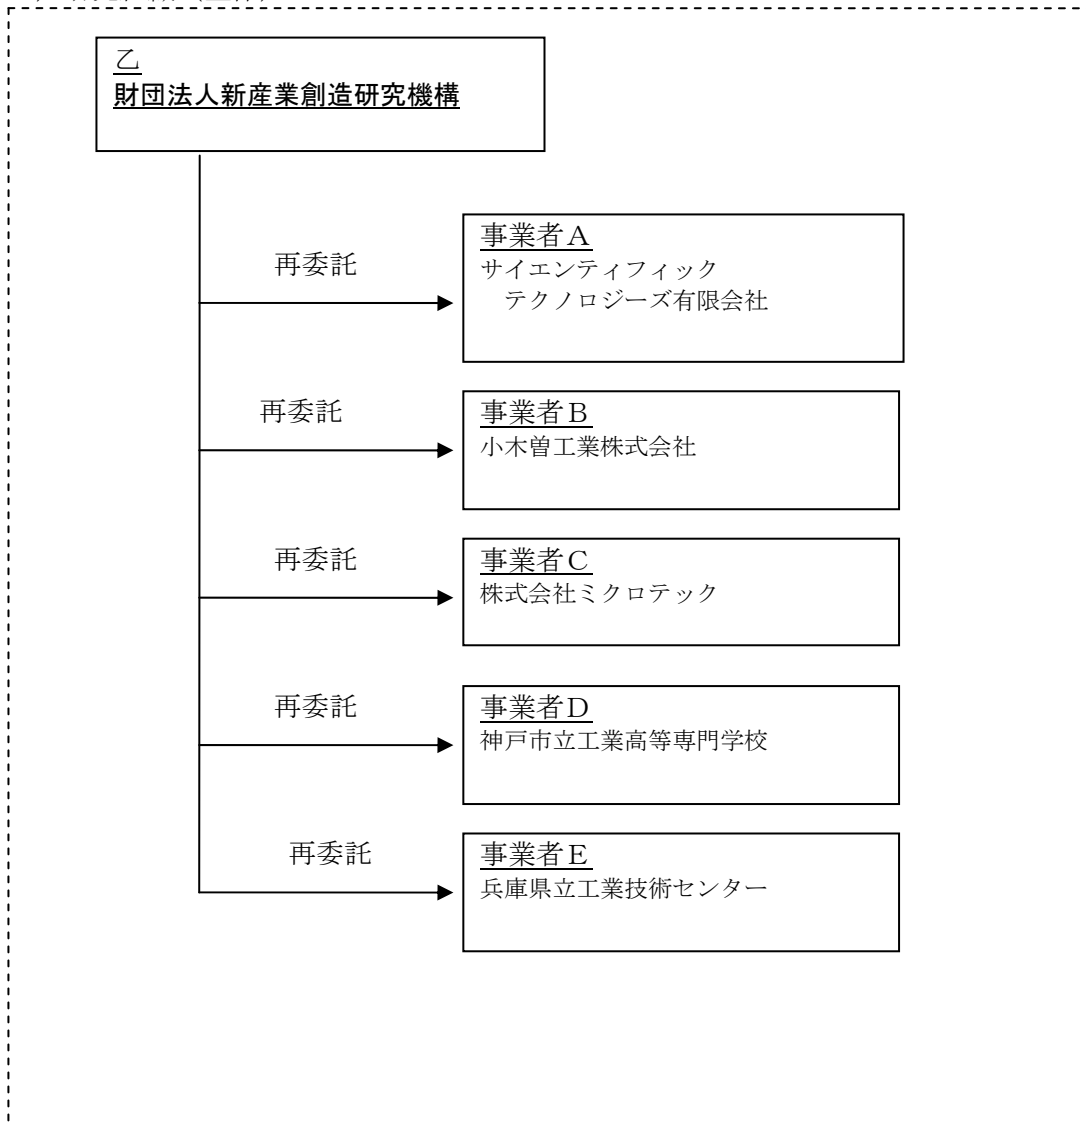 乙
財団法人新産業創造研究機構
再委託
事業者A
サイエンティフィック
テクノロジーズ有限会社
再委託
事業者B
小木曽工業株式会社
再委託
事業者C
株式会社ミクロテック
再委託
事業者D
神戸市立工業高等専門学校
再委託
事業者E
兵庫県立工業技術センター